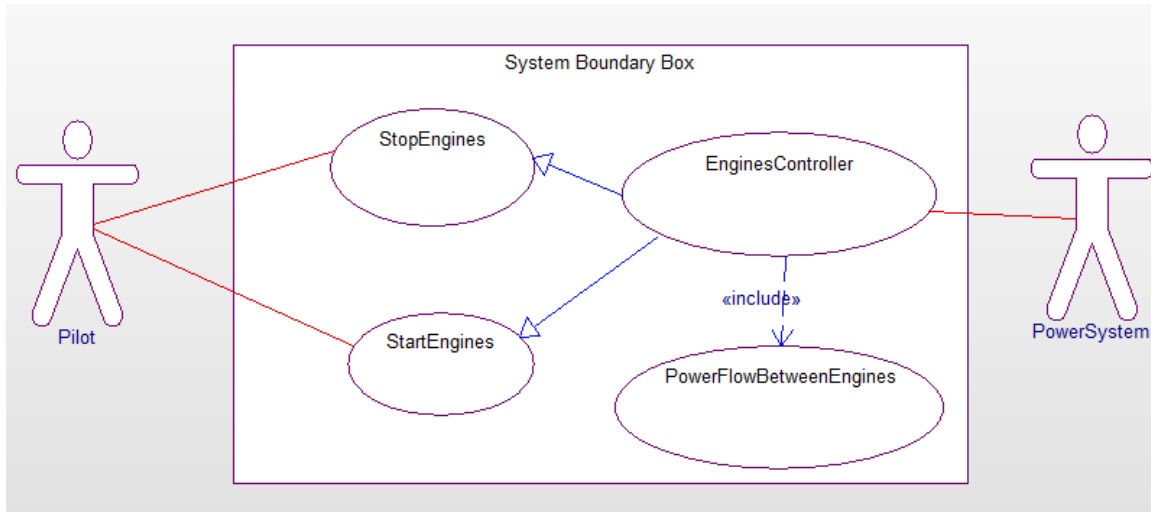 System Boundary Box
StopEngines
EnginesController
Pilot
PowerSystem
«include»
StartEngines
PowerFlowBetweenEngines